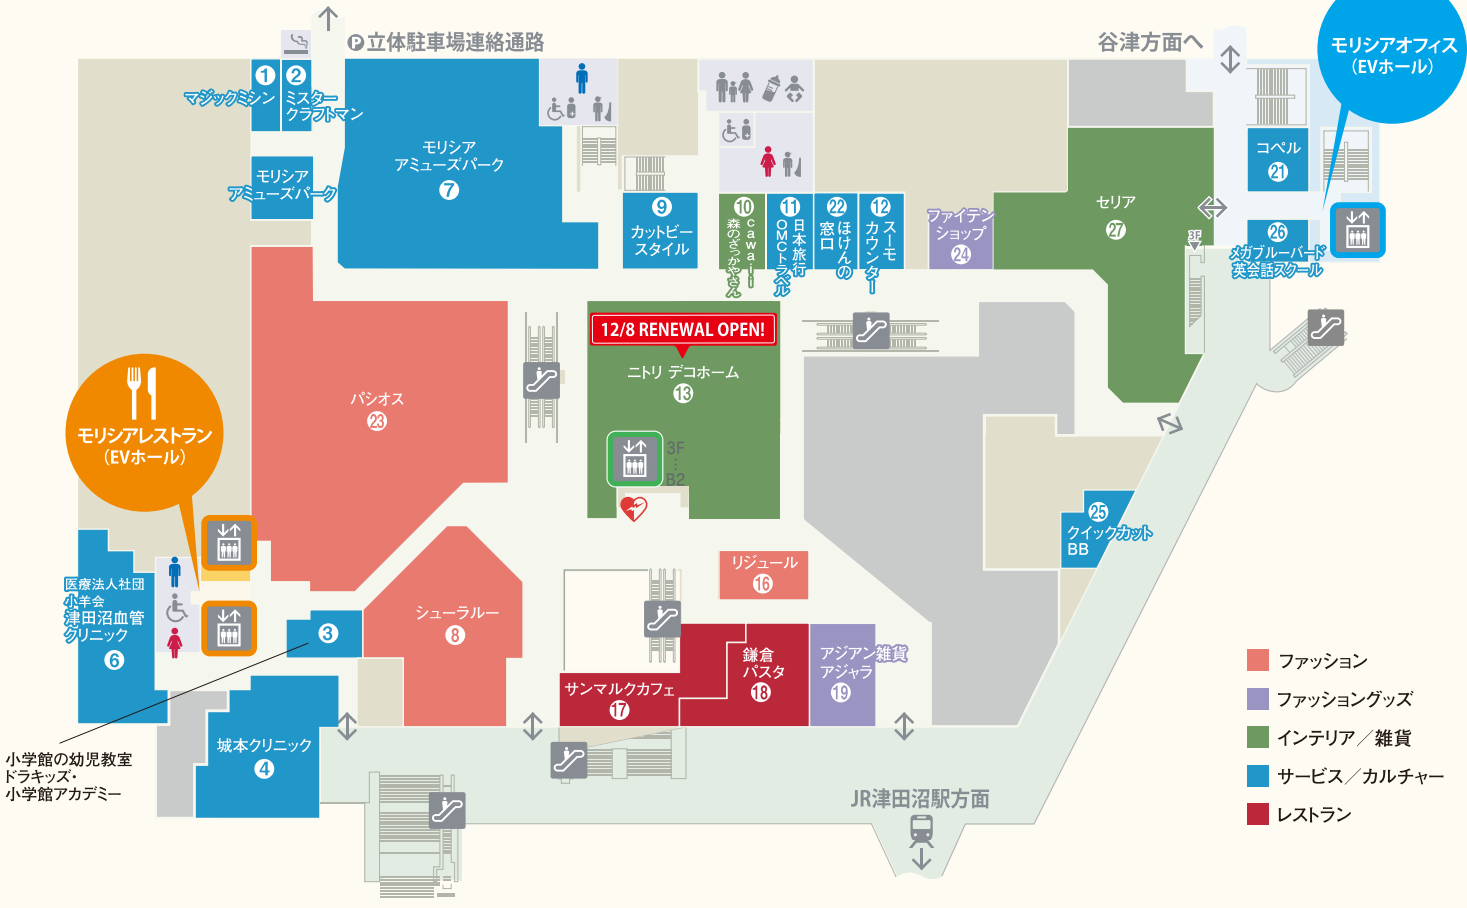 P立体駐車場連絡通路
谷津方面へ
モリシアオフィス
(EVホール)
1
マジックミシン
2
ミスター
クラフトマン
モリシア
アミューズパーク
モリシア
アミューズパーク
7
9
カットビー
スタイル
10
cawaii
森のざっかやさん
11
日本旅行
OMCトラベル
22
ほけんの
窓口
12
スーモ
カウンター
ファイテン
ショップ
24
セリア
27
コペル
21
26
メガブルーバード
英会話スクール
3F
12/8 RENEWAL OPEN!
ニトリ デコホーム
13
3F
B2
パシオス
23
モリシアレストラン
(EVホール)
25
クイックカット
BB
リジュール
16
医療法人社団
小羊会
津田沼血管
クリニック
6
3
シューラルー
8
鎌倉
パスタ
18
アジアン雑貨
アジャラ
19
サンマルクカフェ
17
城本クリニック
4
小学館の幼児教室
ドラキッズ・
小学館アカデミー
JR津田沼駅方面
ファッション
ファッショングッズ
インテリア／雑貨
サービス／カルチャー
レストラン